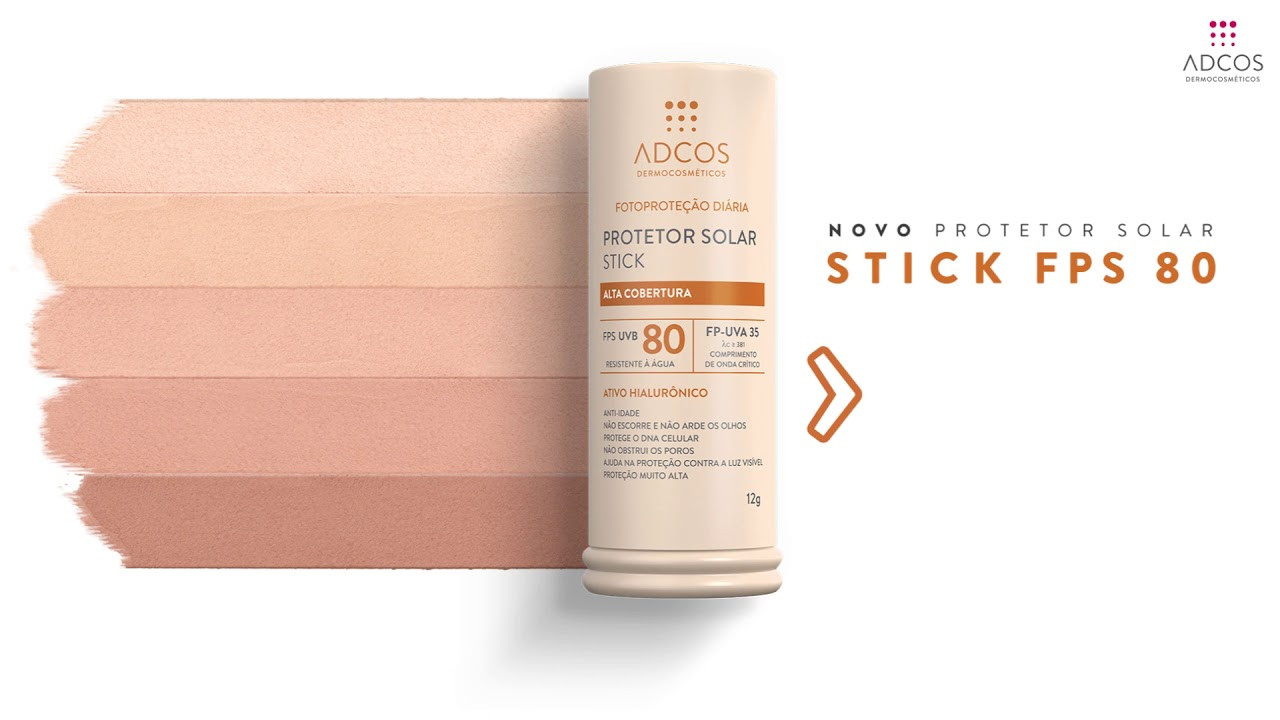 ADCOS
DERMOCOSMÉTICOS
ADCOS
DERMOCOSMÉTICOS
FOTOPROTEÇÃO DIÁRIA
PROTETOR SOLAR
STICK
ALTA COBERTURA
FPS UVB 80
RESISTENTE À ÁGUA
FP-UVA 35
λc ≥ 381
COMPRIMENTO
DE ONDA CRÍTICO
ATIVO HIALURÔNICO
ANTI-IDADE
NÃO ESCORRE E NÃO ARDE OS OLHOS
PROTEGE O DNA CELULAR
NÃO OBSTRUI OS POROS
AJUDA NA PROTEÇÃO CONTRA A LUZ VISÍVEL
PROTEÇÃO MUITO ALTA
12g
NOVO PROTETOR SOLAR
STICK FPS 80